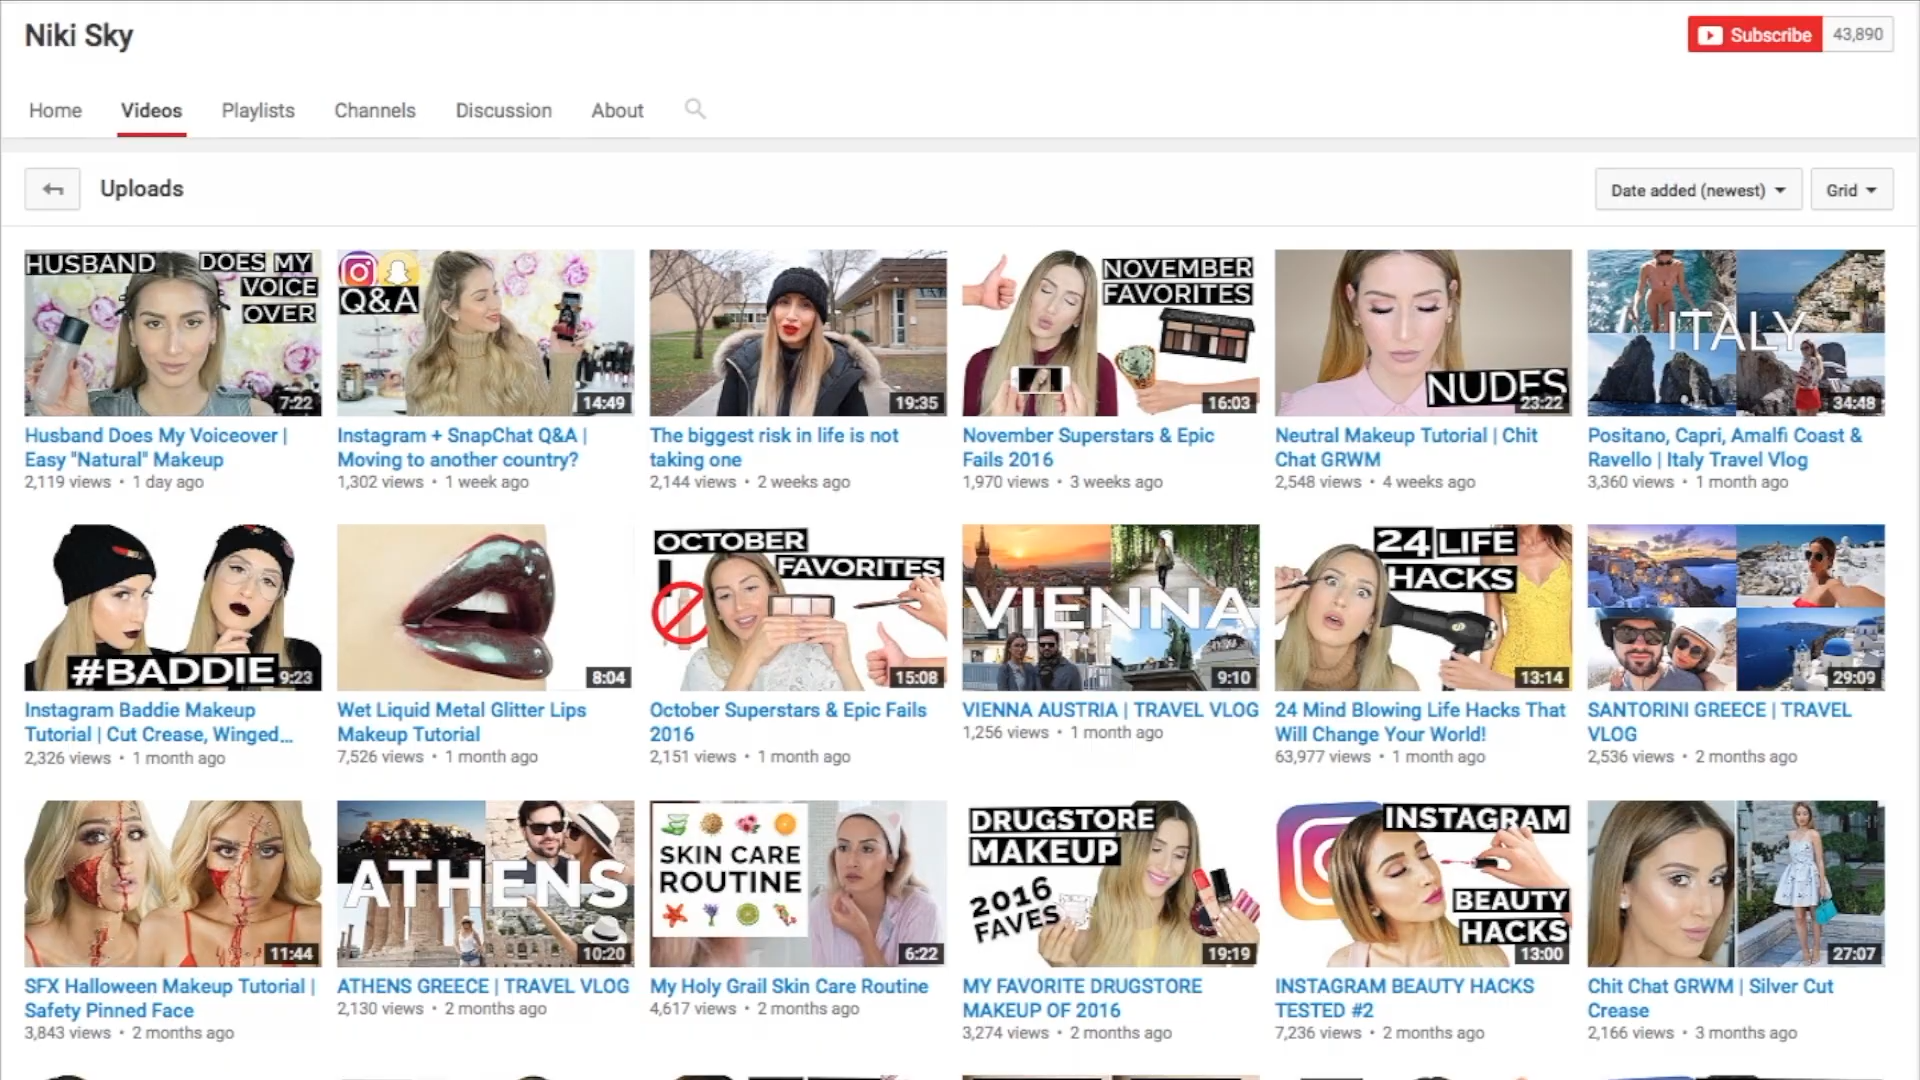 Niki Sky
Subscribe 43,890
Home Videos Playlists Channels Discussion About
Uploads
Date added (newest) Grid
HUSBAND DOES MY
VOICE
OVER
7:22
Husband Does My Voiceover |
Easy "Natural" Makeup
2,119 views • 1 day ago
Q&A
14:49
Instagram + SnapChat Q&A |
Moving to another country?
1,302 views • 1 week ago
19:35
The biggest risk in life is not
taking one
2,144 views • 2 weeks ago
NOVEMBER
FAVORITES
16:03
November Superstars & Epic
Fails 2016
1,970 views • 3 weeks ago
NUDES
23:22
Neutral Makeup Tutorial | Chit
Chat GRWM
2,548 views • 4 weeks ago
ITALY
34:48
Positano, Capri, Amalfi Coast &
Ravello | Italy Travel Vlog
3,360 views • 1 month ago
#BADDIE
9:23
Instagram Baddie Makeup
Tutorial | Cut Crease, Winged...
2,326 views • 1 month ago
8:04
Wet Liquid Metal Glitter Lips
Makeup Tutorial
7,526 views • 1 month ago
OCTOBER
FAVORITES
15:08
October Superstars & Epic Fails
2016
2,151 views • 1 month ago
VIENNA
9:10
VIENNA AUSTRIA | TRAVEL VLOG
1,256 views • 1 month ago
24 LIFE
HACKS
13:14
24 Mind Blowing Life Hacks That
Will Change Your World!
63,977 views • 1 month ago
29:09
SANTORINI GREECE | TRAVEL
VLOG
2,536 views • 2 months ago
11:44
SFX Halloween Makeup Tutorial |
Safety Pinned Face
3,843 views • 2 months ago
ATHENS
10:20
ATHENS GREECE | TRAVEL VLOG
2,130 views • 2 months ago
SKIN CARE
ROUTINE
6:22
My Holy Grail Skin Care Routine
4,617 views • 2 months ago
DRUGSTORE
MAKEUP
2016
FAVES
19:19
MY FAVORITE DRUGSTORE
MAKEUP OF 2016
3,274 views • 2 months ago
INSTAGRAM
BEAUTY
HACKS
13:00
INSTAGRAM BEAUTY HACKS
TESTED #2
7,236 views • 2 months ago
27:07
Chit Chat GRWM | Silver Cut
Crease
2,166 views • 3 months ago